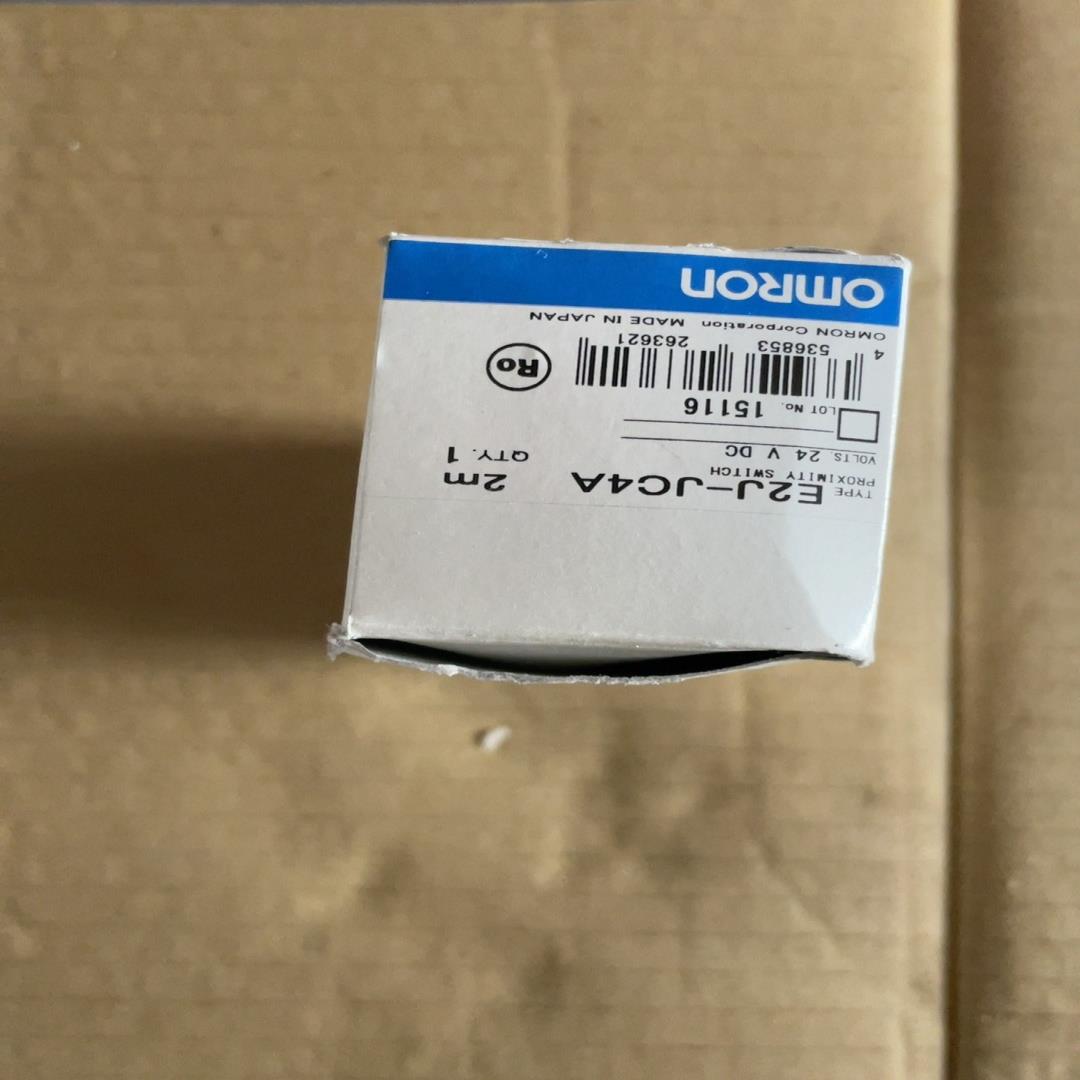 TYPE E2J-JC4A 2m
PROXIMITY SWITCH
VOLTS. 24 V DC QTY. 1
LOT No. 15116
4 536853 263621
Ro
OMRON Corporation MADE IN JAPAN
OMRON